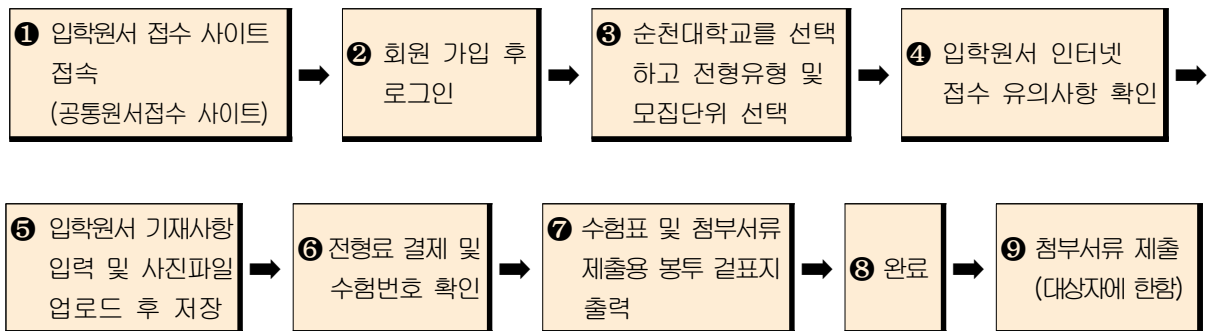 ❶ 입학원서 접수 사이트
접속
(공통원서접수 사이트)
❷ 회원 가입 후
로그인
❸ 순천대학교를 선택
하고 전형유형 및
모집단위 선택
❹ 입학원서 인터넷
접수 유의사항 확인
❺ 입학원서 기재사항
입력 및 사진파일
업로드 후 저장
❻ 전형료 결제 및
수험번호 확인
❼ 수험표 및 첨부서류
제출용 봉투 겉표지
출력
❽ 완료
❾ 첨부서류 제출
(대상자에 한함)